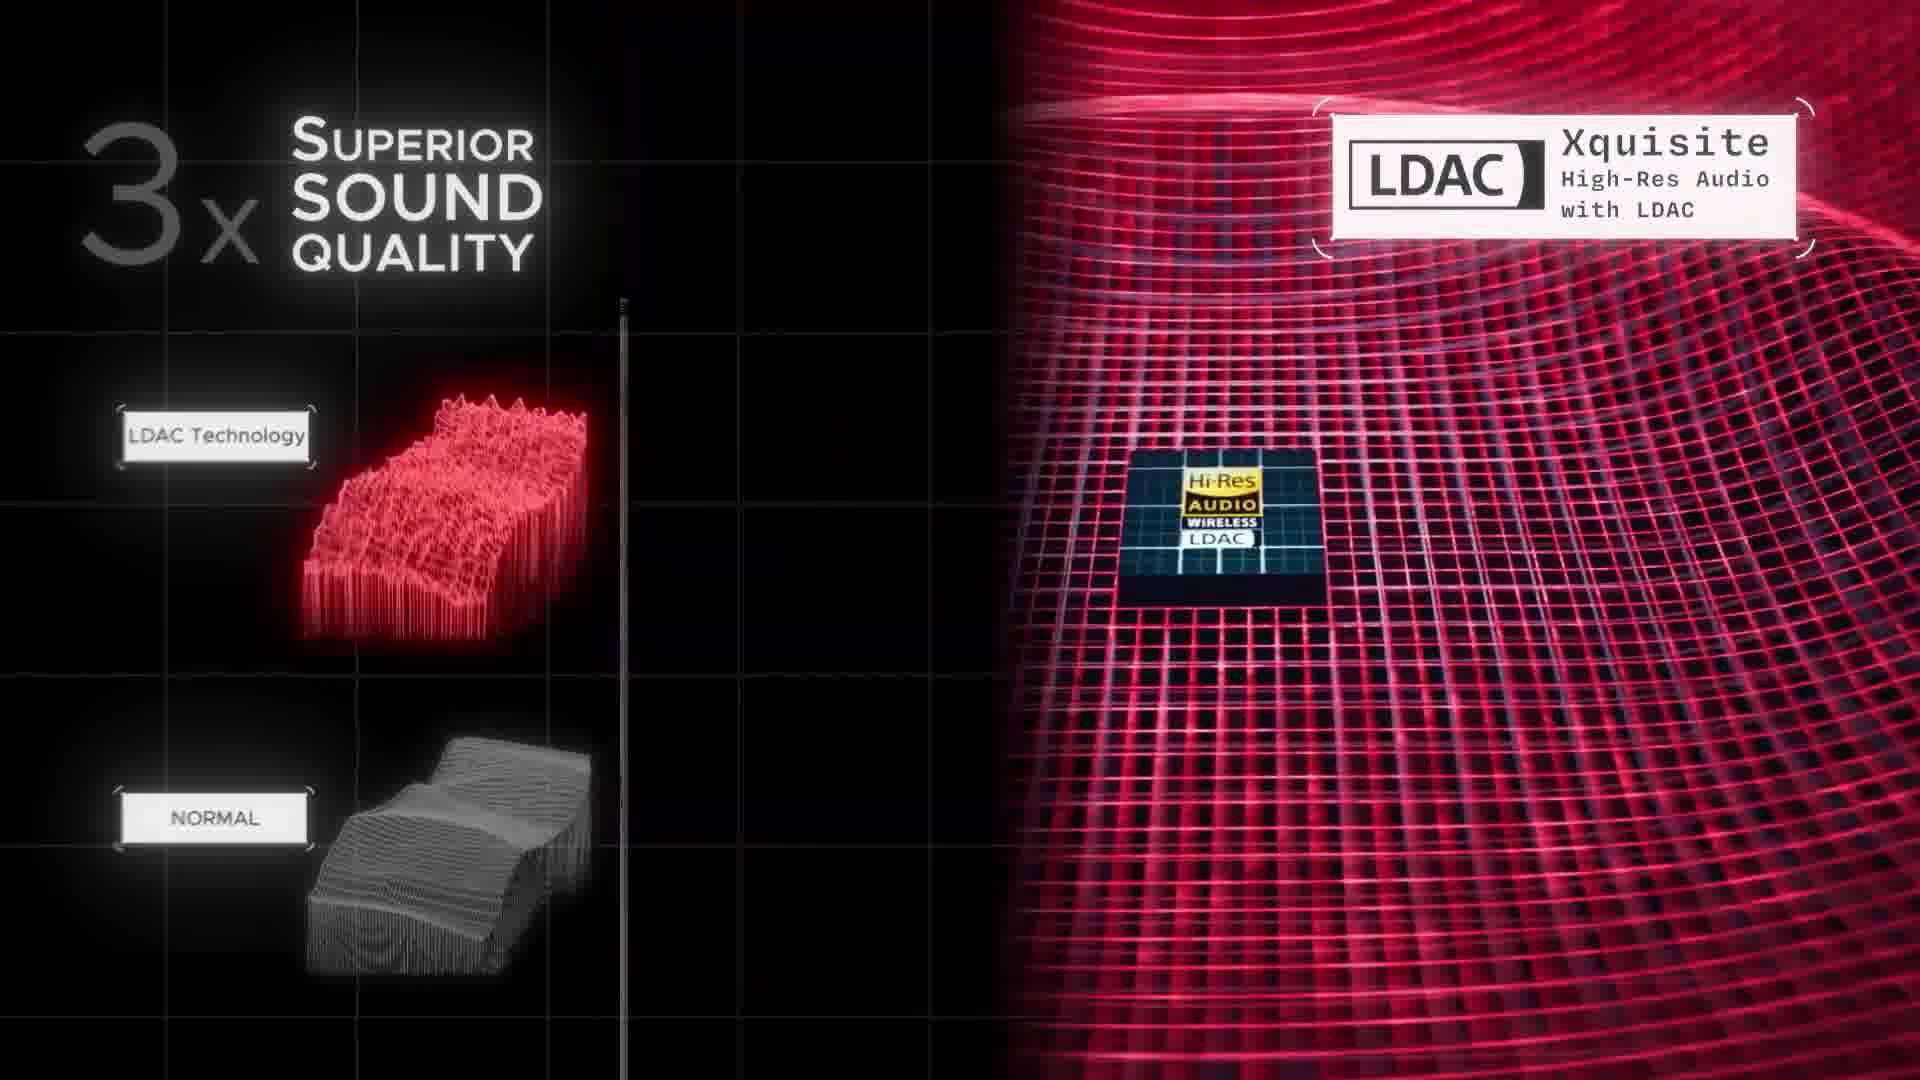 3x
SUPERIOR
SOUND
QUALITY
LDAC Technology
NORMAL
LDAC
Xquisite
High-Res Audio
with LDAC
Hi-Res
AUDIO
WIRELESS
LDAC